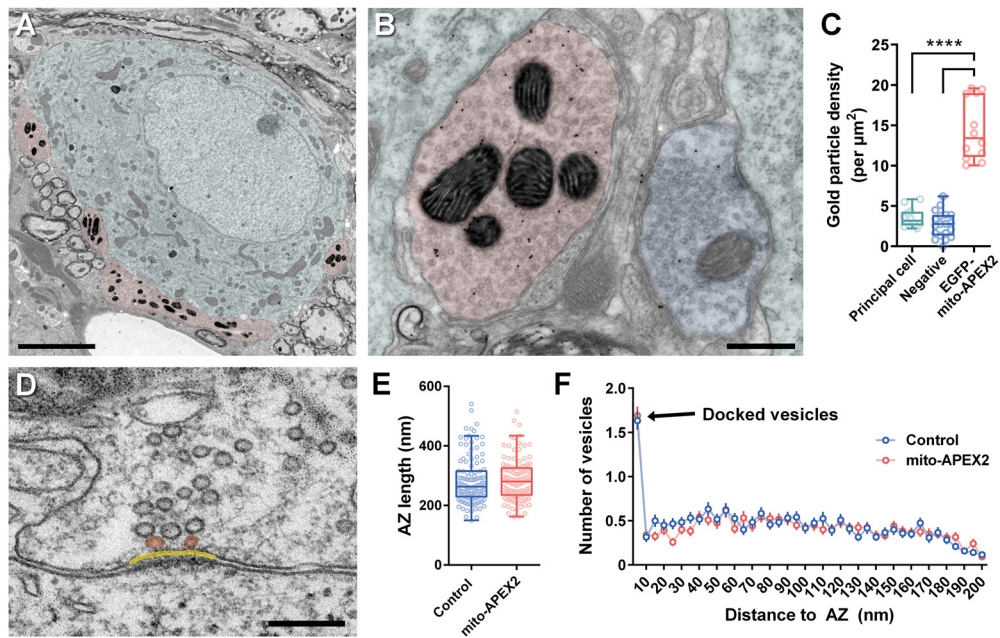 A
B
C
25
20
15
10
5
0
****
Gold particle density
(per μm²)
Principal cell
Negative
EGFP-
mito-APEX2
D
E
600
400
200
0
AZ length (nm)
Control
mito-APEX2
F
2.0
1.5
1.0
0.5
0
Number of vesicles
Docked vesicles
Control
mito-APEX2
10 20 30 40 50 60 70 80 90 100 110 120 130 140 150 160 170 180 190 200
Distance to AZ (nm)